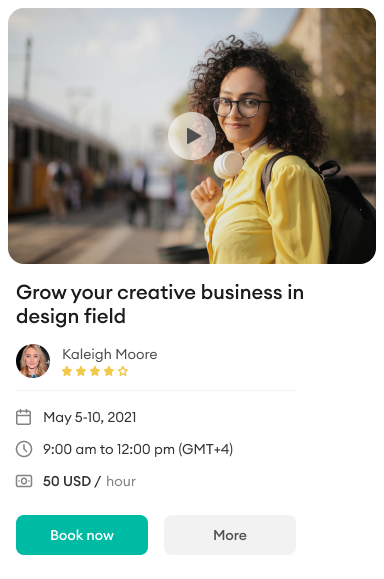 Grow your creative business in
design field
Kaleigh Moore
May 5-10, 2021
9:00 am to 12:00 pm (GMT+4)
50 USD / hour
Book now
More